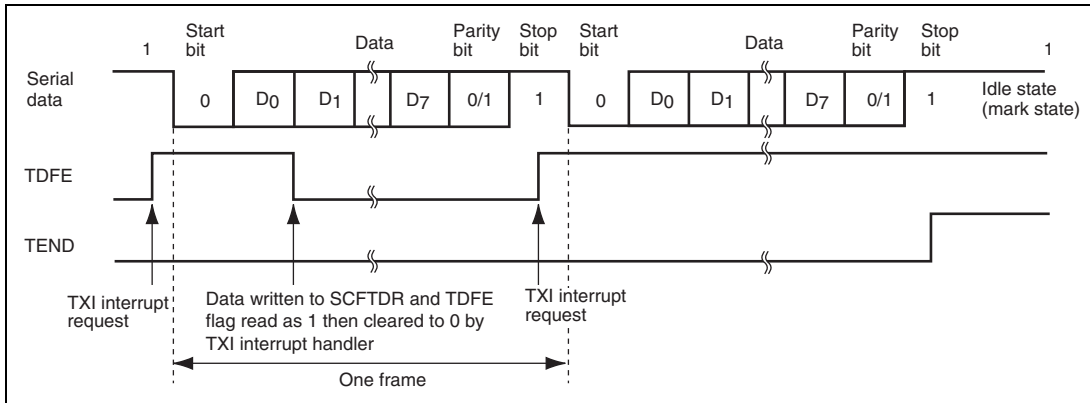 1
Start
bit
Data
Parity
bit
Stop
bit
Start
bit
Data
Parity
bit
Stop
bit
1
Serial
data
0
D0
D1
D7
0/1
1
0
D0
D1
D7
0/1
1
Idle state
(mark state)
TDFE
TEND
TXI interrupt
request
Data written to SCFTDR and TDFE
flag read as 1 then cleared to 0 by
TXI interrupt handler
TXI interrupt
request
One frame